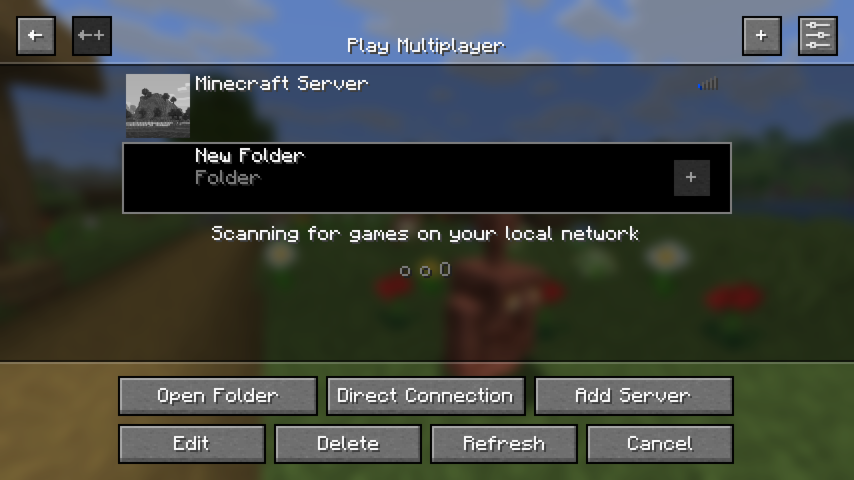 Play Multiplayer
Minecraft Server
New Folder
Folder
Scanning for games on your local network
o o O
Open Folder
Direct Connection
Add Server
Edit
Delete
Refresh
Cancel